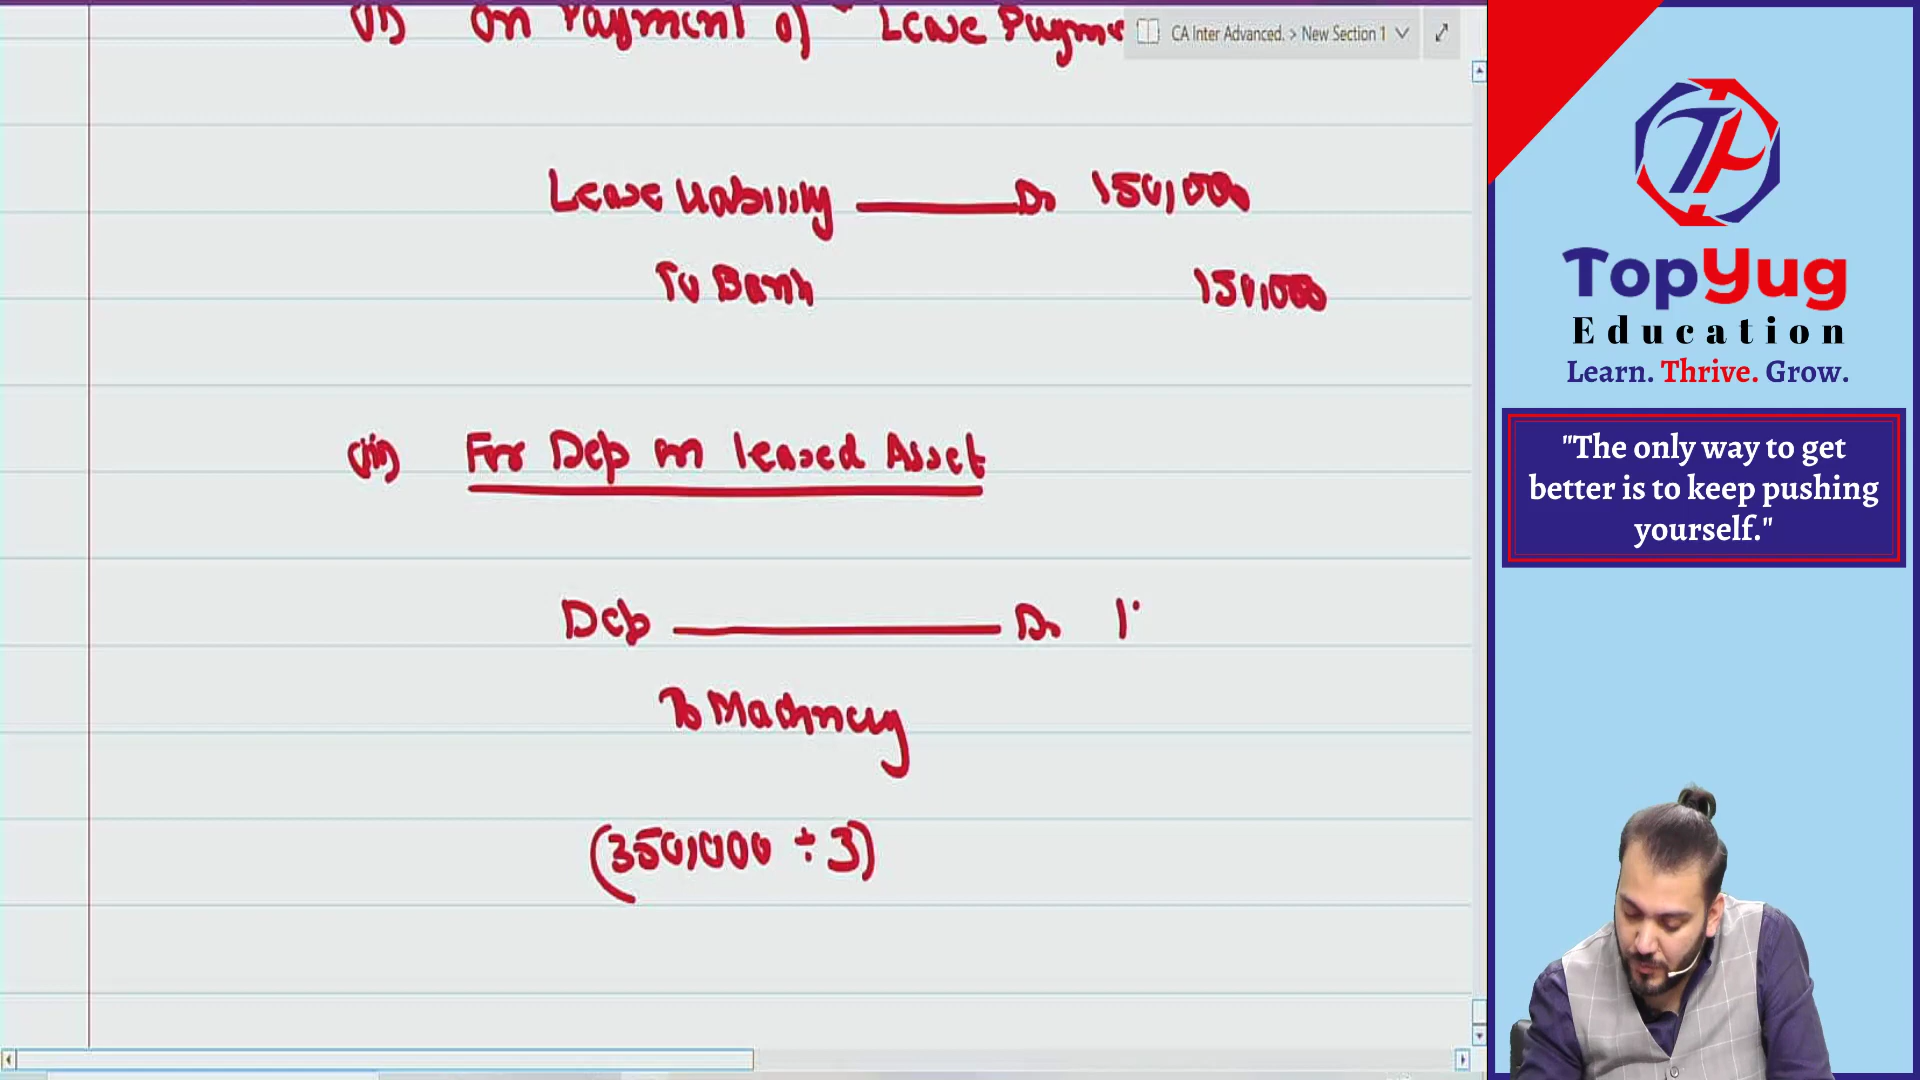 (ii) On Payment of "Lease Payme
CA Inter Advanced. > New Section 1
Lease Liability Dr 150,000
To Bank 150,000
(iii) For Dep on leased Asset
Dep Dr 1
To Machinery
(350,000 ÷ 3)
TopYug
Education
Learn. Thrive. Grow.
"The only way to get
better is to keep pushing
yourself."